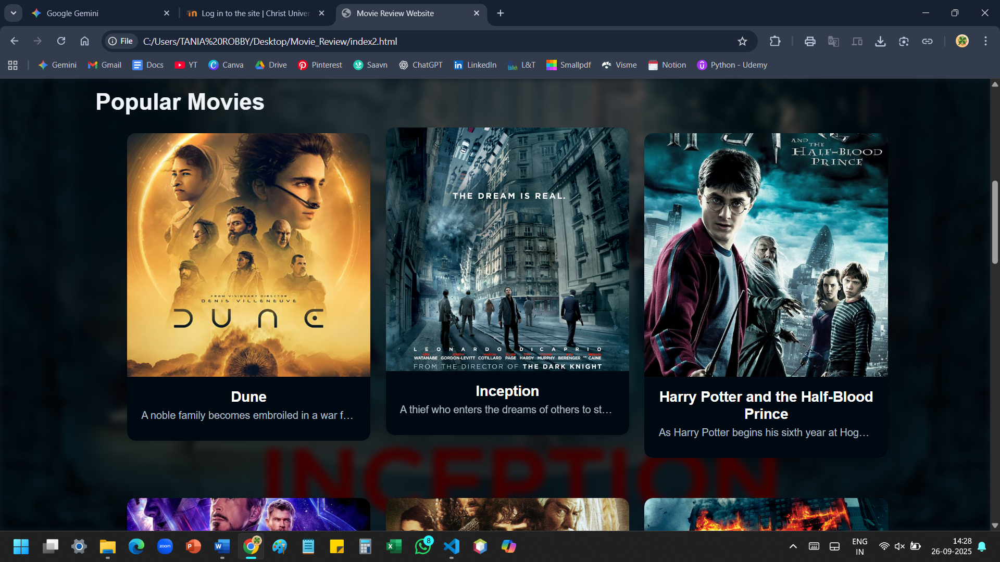 Google Gemini
Log in to the site | Christ Univer
Movie Review Website
File
C:/Users/TANIA%20ROBBY/Desktop/Movie_Review/index2.html
Gemini
Gmail
Docs
YT
Canva
Drive
Pinterest
Saavn
ChatGPT
LinkedIn
L&T
Smallpdf
Visme
Notion
Python - Udemy
Popular Movies
FROM VISIONARY DIRECTOR
DENIS VILLENEUVE
DUNE
Dune
A noble family becomes embroiled in a war f...
THE DREAM IS REAL.
LEONARDO DiCAPRIO
WATANABE GORDON-LEVITT COTILLARD PAGE HARDY MURPHY BERENGER CAINE
FROM THE DIRECTOR OF THE DARK KNIGHT
Inception
A thief who enters the dreams of others to st...
AND THE
HALF-BLOOD
PRINCE
Harry Potter and the Half-Blood
Prince
As Harry Potter begins his sixth year at Hog...
INCEPTION
zoom
8
ENG
IN
14:28
26-09-2025